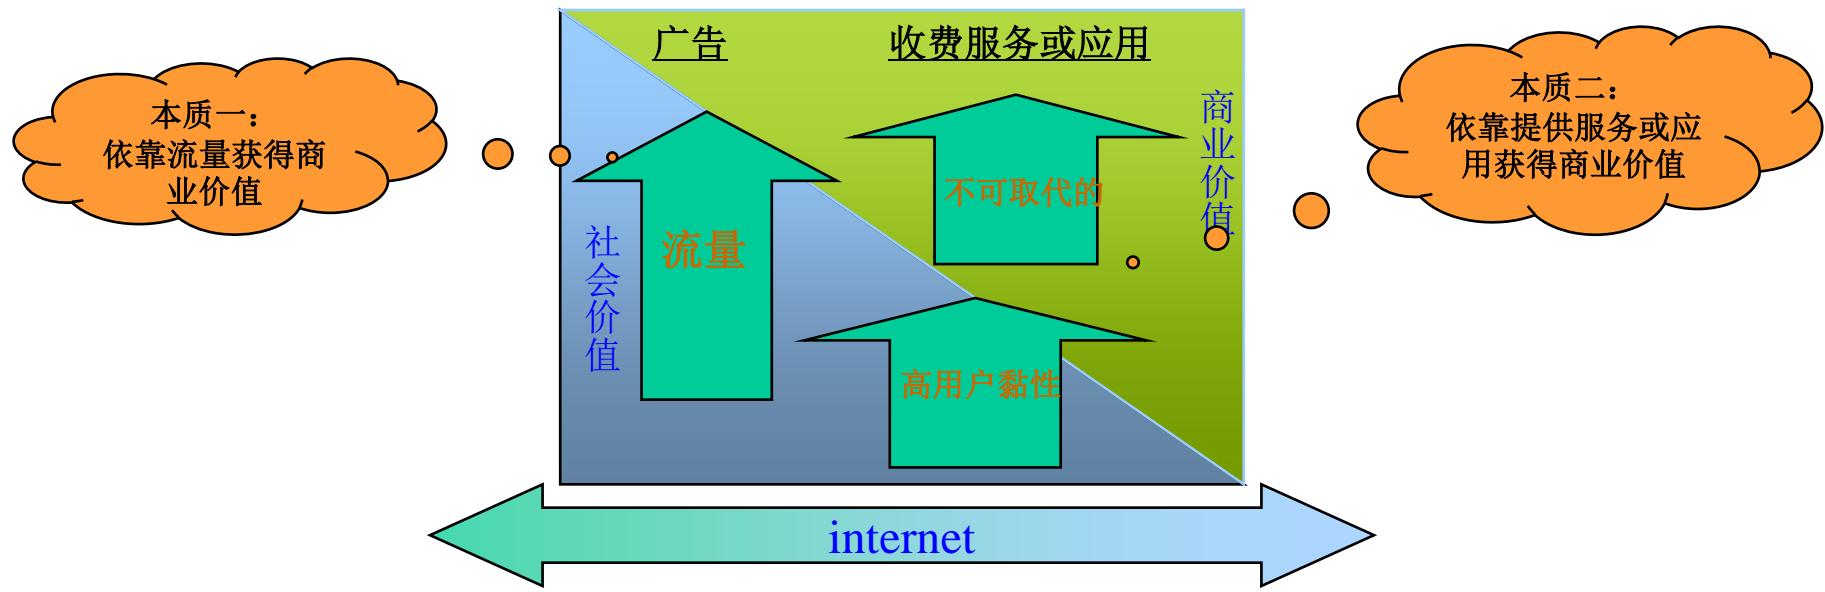 广告
收费服务或应用
本质一：
依靠流量获得商
业价值
本质二：
依靠提供服务或应
用获得商业价值
商业价值
不可取代的
流量
社会价值
高用户黏性
internet